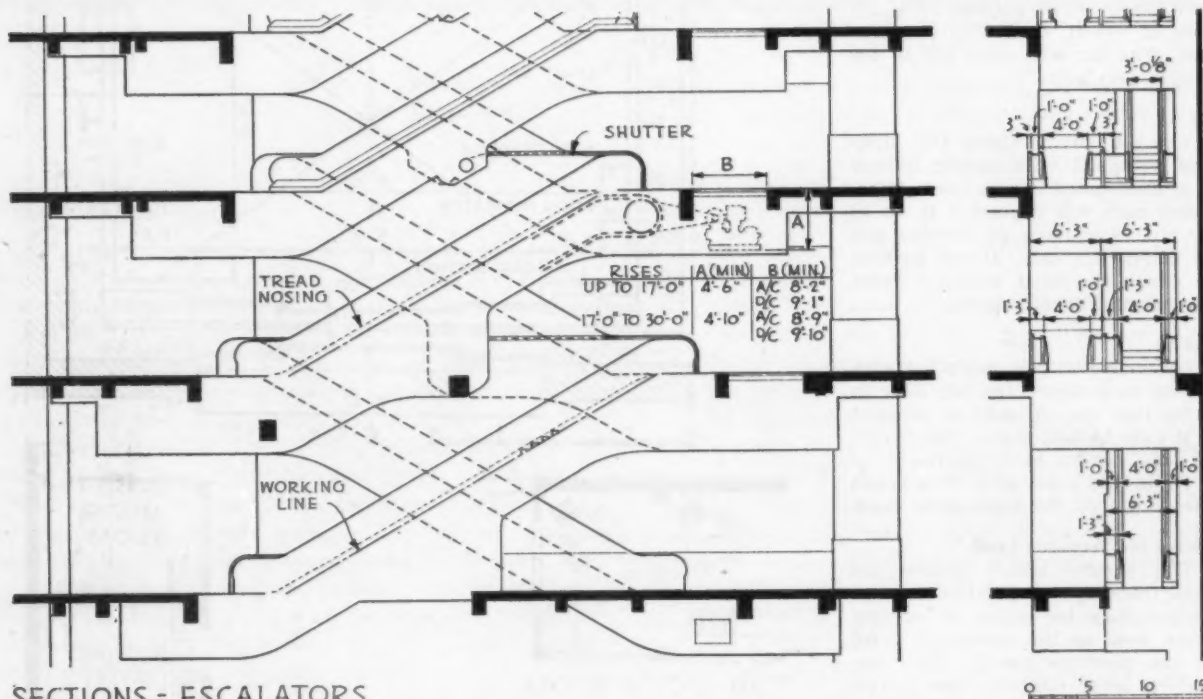 3'-0⅛"
1'-0" 1'-0"
3" 4'-0" 3"
SHUTTER
B
A
6'-3" 6'-3"
TREAD
NOSING
RISES A (MIN) B (MIN)
UP TO 17'-0" 4'-6" A/C 8'-2"
D/C 9'-1"
17'-0" TO 30'-0" 4'-10" A/C 8'-9"
D/C 9'-10"
1'-0" 1'-3"
1'-3" 4'-0" 4'-0" 1'-0
WORKING
LINE
1'-0" 4'-0" 1'-0
6'-3"
1'-3"
SECTIONS - ESCALATORS
0 5 10